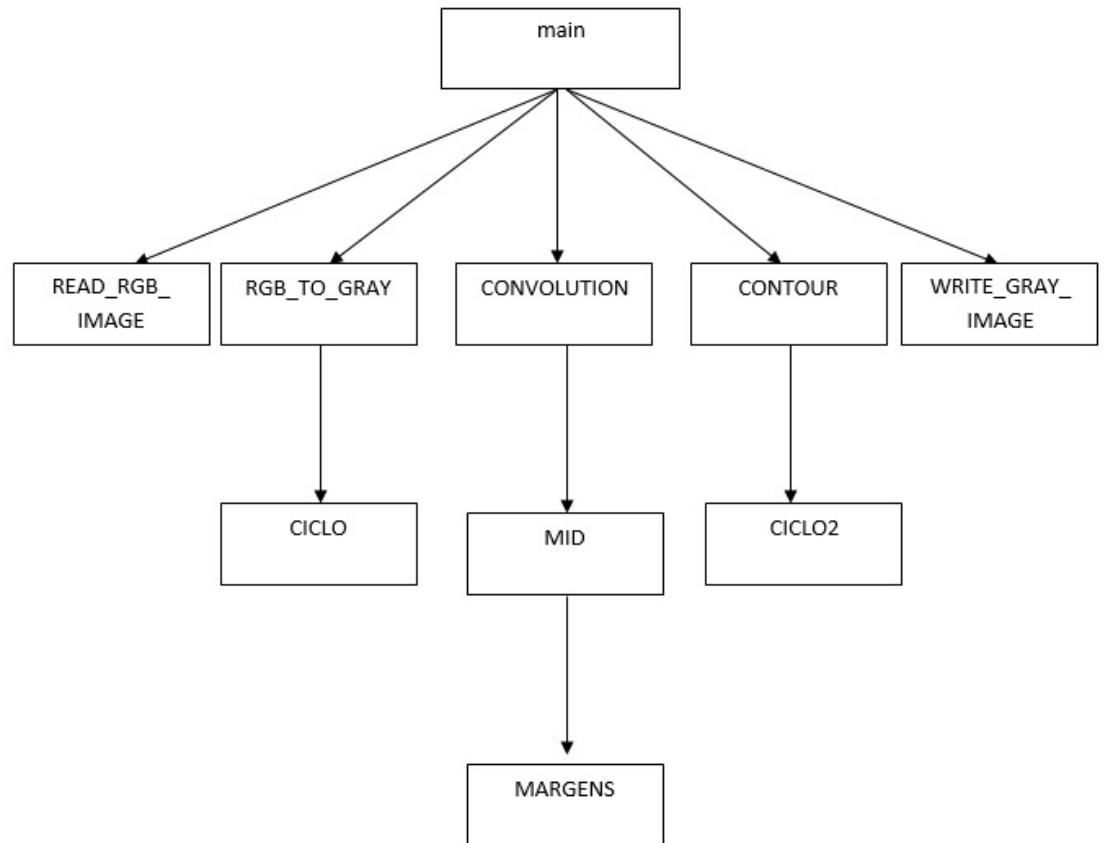 main
READ_RGB_
IMAGE
RGB_TO_GRAY
CONVOLUTION
CONTOUR
WRITE_GRAY_
IMAGE
CICLO
MID
CICLO2
MARGENS